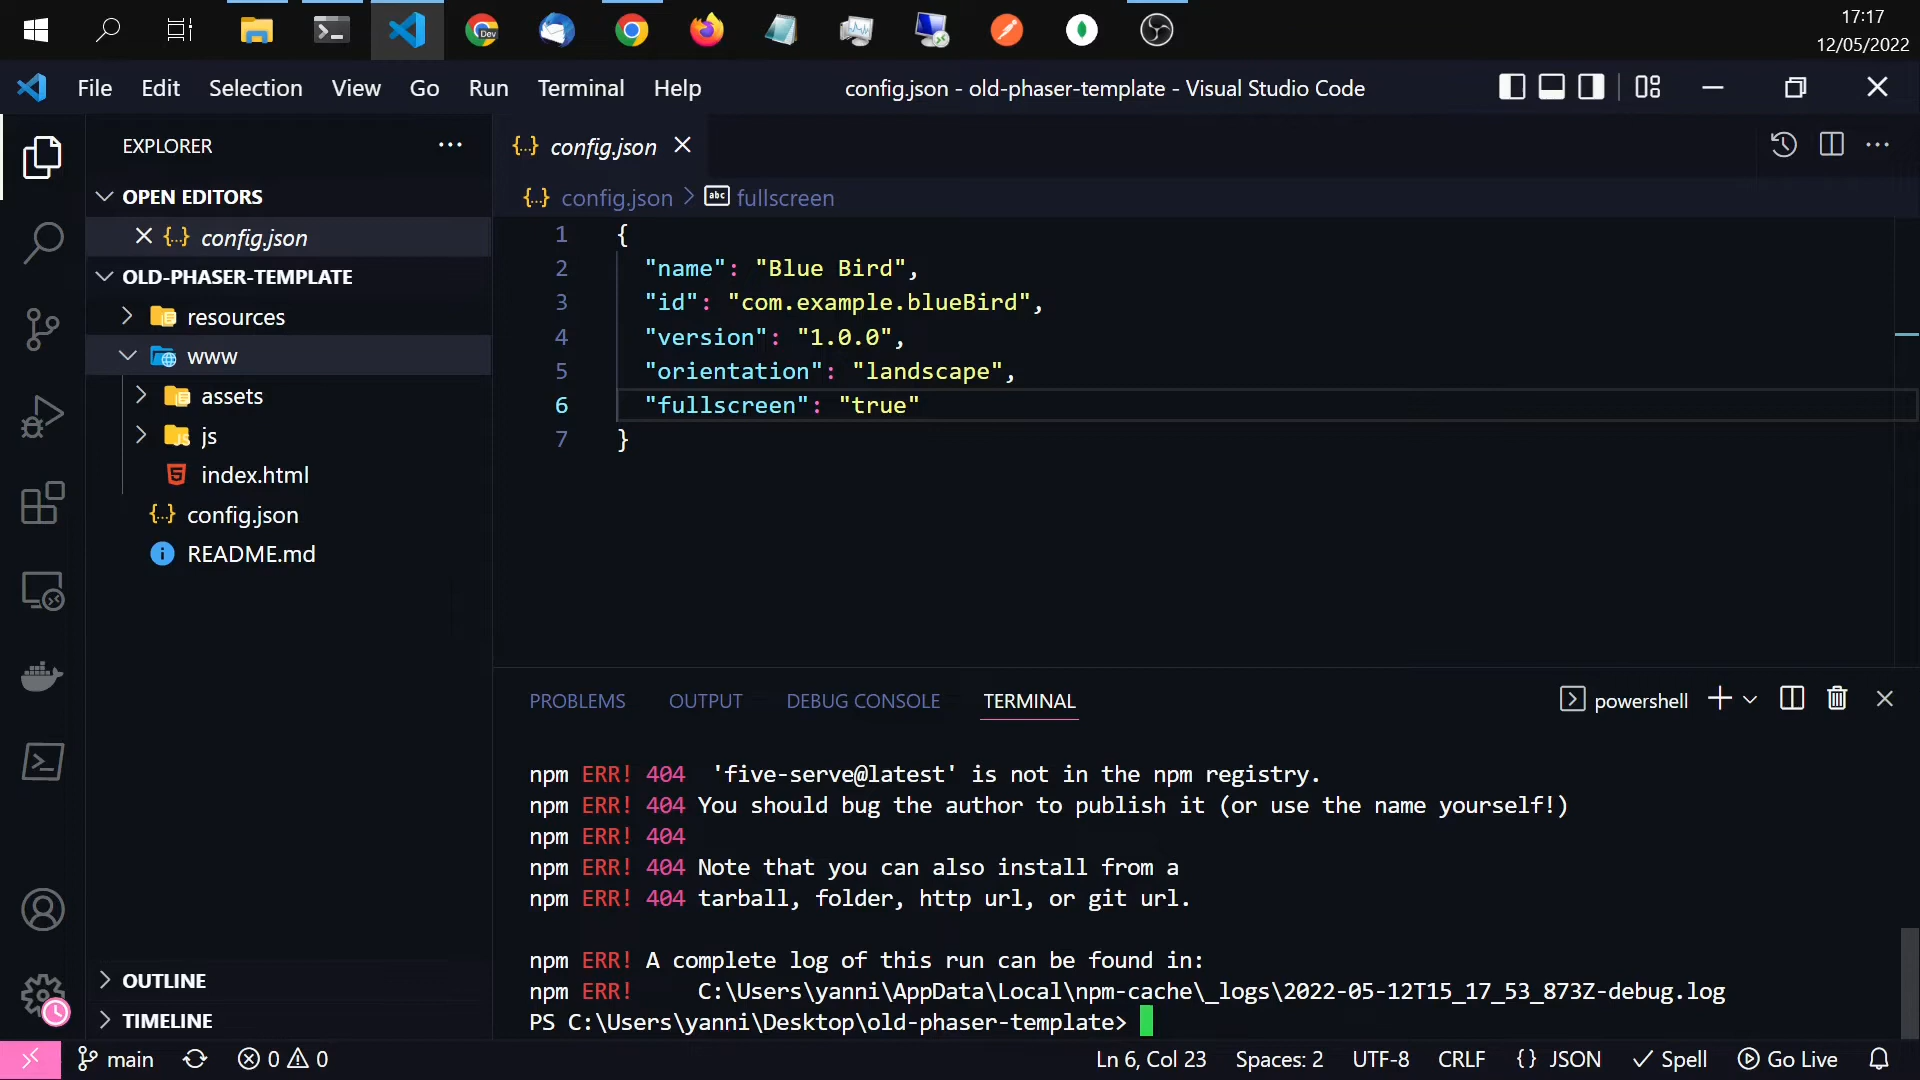 Dev
17:17
12/05/2022
File Edit Selection View Go Run Terminal Help
config.json - old-phaser-template - Visual Studio Code
EXPLORER
config.json
OPEN EDITORS
config.json > fullscreen
config.json
OLD-PHASER-TEMPLATE
resources
www
assets
js
index.html
config.json
README.md
1 {
2 "name": "Blue Bird",
3 "id": "com.example.blueBird",
4 "version": "1.0.0",
5 "orientation": "landscape",
6 "fullscreen": "true"
7 }
PROBLEMS OUTPUT DEBUG CONSOLE TERMINAL
powershell
npm ERR! 404  'five-serve@latest' is not in the npm registry.
npm ERR! 404 You should bug the author to publish it (or use the name yourself!)
npm ERR! 404
npm ERR! 404 Note that you can also install from a
npm ERR! 404 tarball, folder, http url, or git url.
npm ERR! A complete log of this run can be found in:
npm ERR!     C:\Users\yanni\AppData\Local\npm-cache\_logs\2022-05-12T15_17_53_873Z-debug.log
PS C:\Users\yanni\Desktop\old-phaser-template>
OUTLINE
TIMELINE
main 0 0
Ln 6, Col 23 Spaces: 2 UTF-8 CRLF {} JSON Spell Go Live